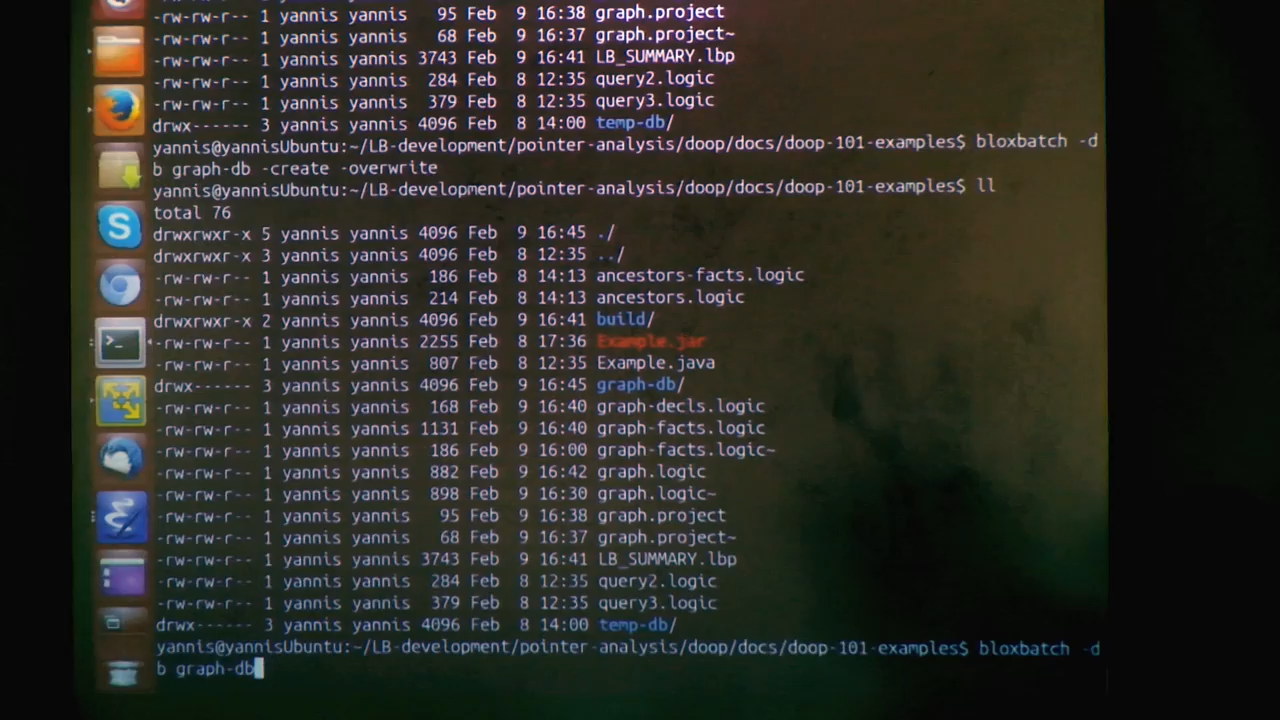 -rw-rw-r-- 1 yannis yannis 95 Feb 9 16:38 graph.project
-rw-rw-r-- 1 yannis yannis 68 Feb 9 16:37 graph.project~
-rw-rw-r-- 1 yannis yannis 3743 Feb 9 16:41 LB_SUMMARY.lbp
-rw-rw-r-- 1 yannis yannis 284 Feb 8 12:35 query2.logic
-rw-rw-r-- 1 yannis yannis 379 Feb 8 12:35 query3.logic
drwx------ 3 yannis yannis 4096 Feb 8 14:00 temp-db/
yannis@yannisUbuntu:~/LB-development/pointer-analysis/doop/docs/doop-101-examples$ bloxbatch -d
b graph-db -create -overwrite
yannis@yannisUbuntu:~/LB-development/pointer-analysis/doop/docs/doop-101-examples$ ll
total 76
drwxrwxr-x 5 yannis yannis 4096 Feb 9 16:45 ./
drwxrwxr-x 3 yannis yannis 4096 Feb 8 12:35 ../
-rw-rw-r-- 1 yannis yannis 186 Feb 8 14:13 ancestors-facts.logic
-rw-rw-r-- 1 yannis yannis 214 Feb 8 14:13 ancestors.logic
drwxrwxr-x 2 yannis yannis 4096 Feb 9 16:41 build/
-rw-rw-r-- 1 yannis yannis 2255 Feb 8 17:36 Example.jar
-rw-rw-r-- 1 yannis yannis 807 Feb 8 12:35 Example.java
drwx------ 3 yannis yannis 4096 Feb 9 16:45 graph-db/
-rw-rw-r-- 1 yannis yannis 168 Feb 9 16:40 graph-decls.logic
-rw-rw-r-- 1 yannis yannis 1131 Feb 9 16:40 graph-facts.logic
-rw-rw-r-- 1 yannis yannis 186 Feb 9 16:00 graph-facts.logic~
-rw-rw-r-- 1 yannis yannis 882 Feb 9 16:42 graph.logic
-rw-rw-r-- 1 yannis yannis 898 Feb 9 16:30 graph.logic~
-rw-rw-r-- 1 yannis yannis 95 Feb 9 16:38 graph.project
-rw-rw-r-- 1 yannis yannis 68 Feb 9 16:37 graph.project~
-rw-rw-r-- 1 yannis yannis 3743 Feb 9 16:41 LB_SUMMARY.lbp
-rw-rw-r-- 1 yannis yannis 284 Feb 8 12:35 query2.logic
-rw-rw-r-- 1 yannis yannis 379 Feb 8 12:35 query3.logic
drwx------ 3 yannis yannis 4096 Feb 8 14:00 temp-db/
yannis@yannisUbuntu:~/LB-development/pointer-analysis/doop/docs/doop-101-examples$ bloxbatch -d
b graph-db